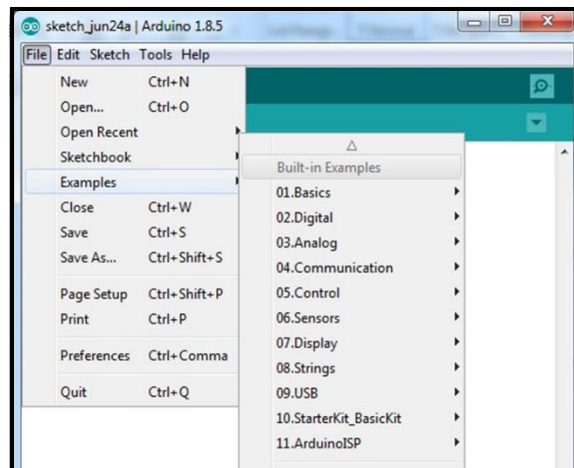 sketch_jun24a | Arduino 1.8.5
File Edit Sketch Tools Help
New Ctrl+N
Open... Ctrl+O
Open Recent
Sketchbook
Examples
Close Ctrl+W
Save Ctrl+S
Save As... Ctrl+Shift+S
Page Setup Ctrl+Shift+P
Print Ctrl+P
Preferences Ctrl+Comma
Quit Ctrl+Q
Built-in Examples
01.Basics
02.Digital
03.Analog
04.Communication
05.Control
06.Sensors
07.Display
08.Strings
09.USB
10.StarterKit_BasicKit
11.ArduinoISP